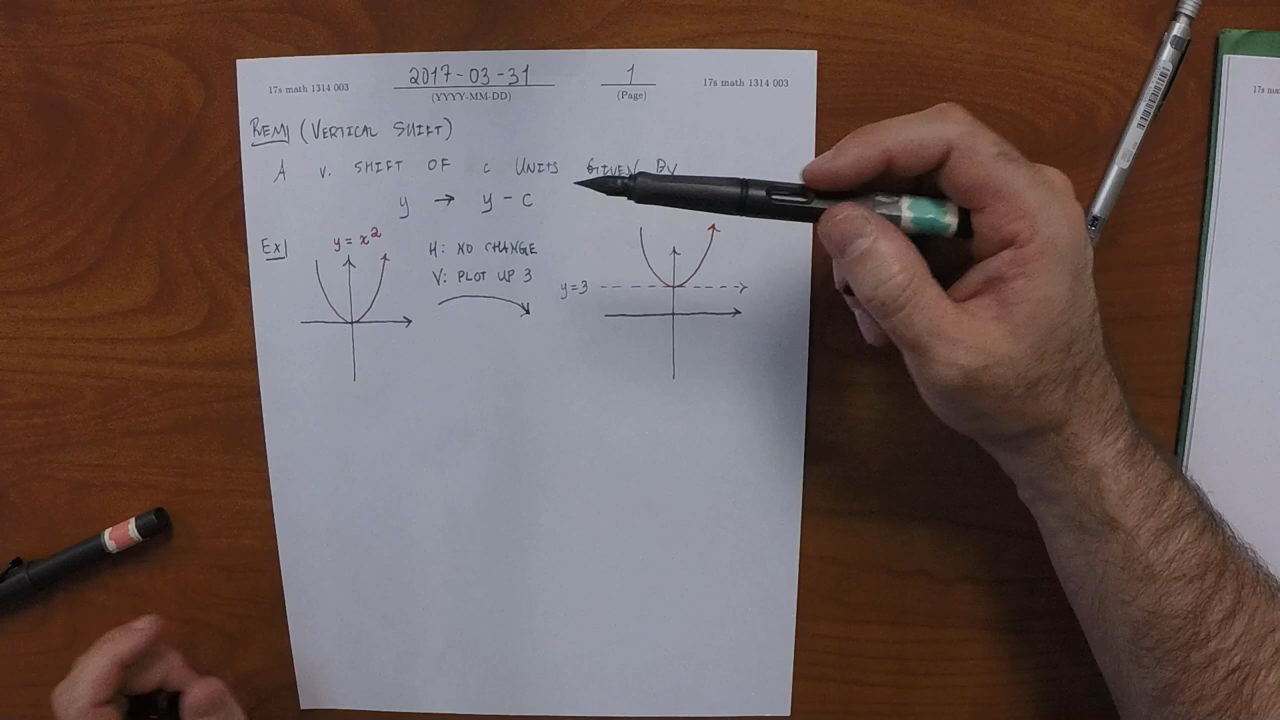 17s math 1314 003 2017-03-31 1 17s math 1314 003
(YYYY-MM-DD) (Page)
REM (VERTICAL SHIFT)
A V. SHIFT OF c UNITS GIVEN BY
y → y - c
Ex y = x²
H: NO CHANGE
V: PLOT UP 3
y=3
17s